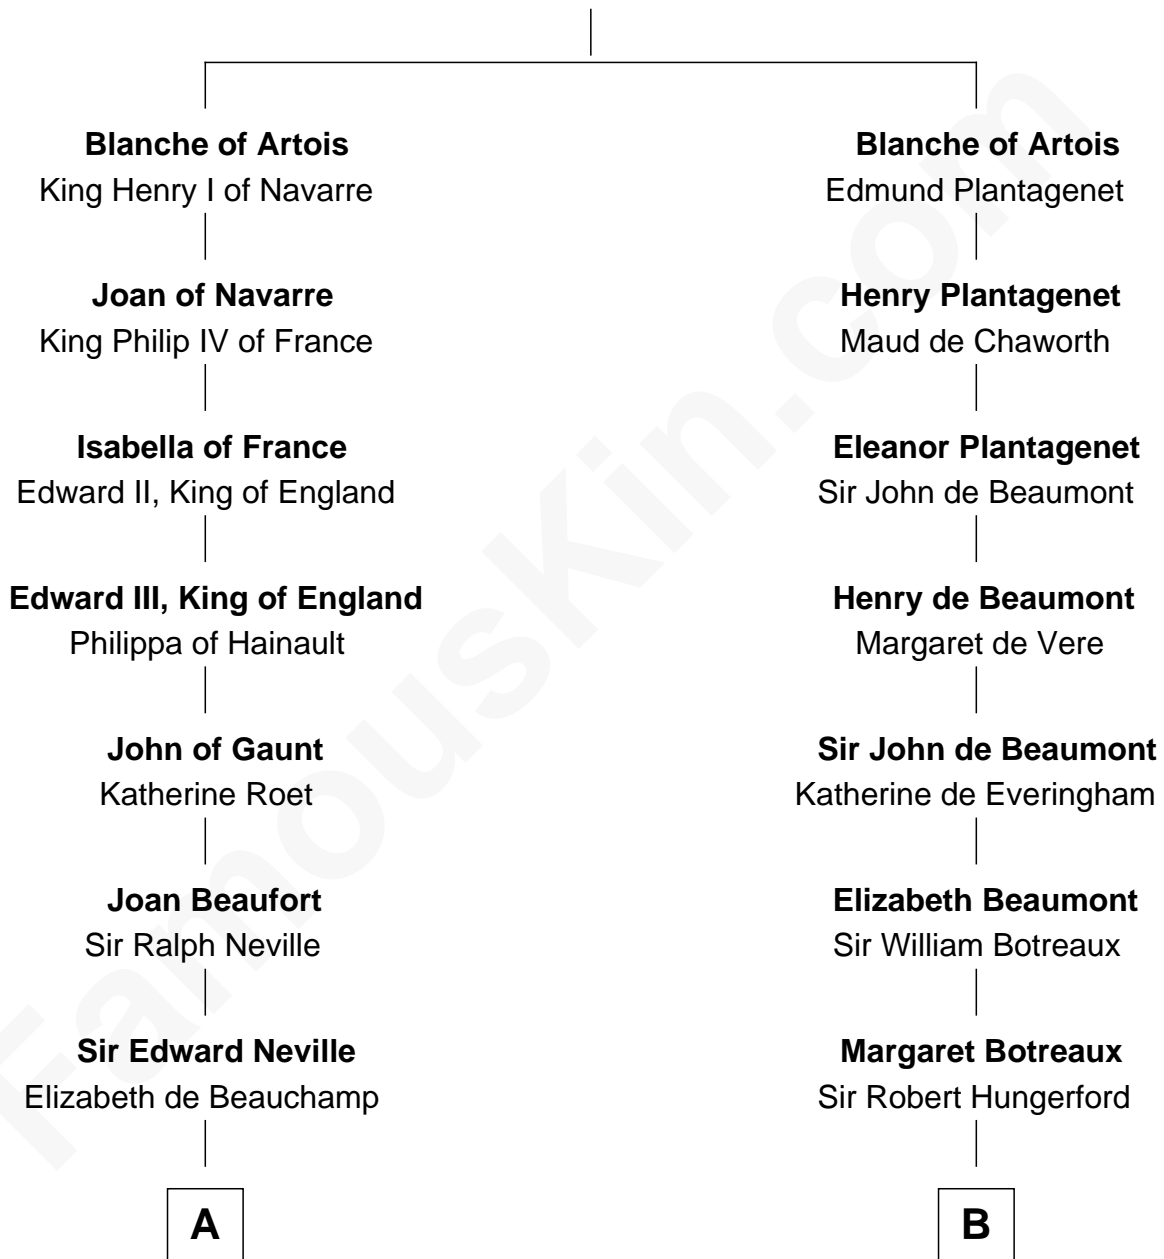 Blanche of Artois
King Henry I of Navarre
Joan of Navarre
King Philip IV of France
Isabella of France
Edward II, King of England
Edward III, King of England
Philippa of Hainault
John of Gaunt
Katherine Roet
Joan Beaufort
Sir Ralph Neville
Sir Edward Neville
Elizabeth de Beauchamp
A
Blanche of Artois
Edmund Plantagenet
Henry Plantagenet
Maud de Chaworth
Eleanor Plantagenet
Sir John de Beaumont
Henry de Beaumont
Margaret de Vere
Sir John de Beaumont
Katherine de Everingham
Elizabeth Beaumont
Sir William Botreaux
Margaret Botreaux
Sir Robert Hungerford
B
FamousKin.com